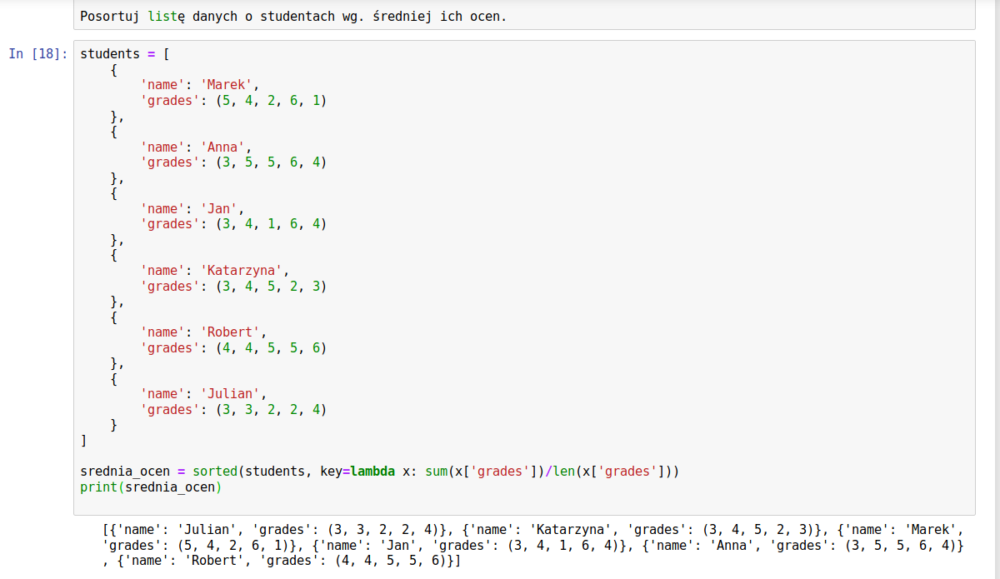 Posortuj listę danych o studentach wg. średniej ich ocen.
In [18]:
students = [
    {
        'name': 'Marek',
        'grades': (5, 4, 2, 6, 1)
    },
    {
        'name': 'Anna',
        'grades': (3, 5, 5, 6, 4)
    },
    {
        'name': 'Jan',
        'grades': (3, 4, 1, 6, 4)
    },
    {
        'name': 'Katarzyna',
        'grades': (3, 4, 5, 2, 3)
    },
    {
        'name': 'Robert',
        'grades': (4, 4, 5, 5, 6)
    },
    {
        'name': 'Julian',
        'grades': (3, 3, 2, 2, 4)
    }
]
srednia_ocen = sorted(students, key=lambda x: sum(x['grades'])/len(x['grades']))
print(srednia_ocen)
[{'name': 'Julian', 'grades': (3, 3, 2, 2, 4)}, {'name': 'Katarzyna', 'grades': (3, 4, 5, 2, 3)}, {'name': 'Marek',
'grades': (5, 4, 2, 6, 1)}, {'name': 'Jan', 'grades': (3, 4, 1, 6, 4)}, {'name': 'Anna', 'grades': (3, 5, 5, 6, 4)}
, {'name': 'Robert', 'grades': (4, 4, 5, 5, 6)}]